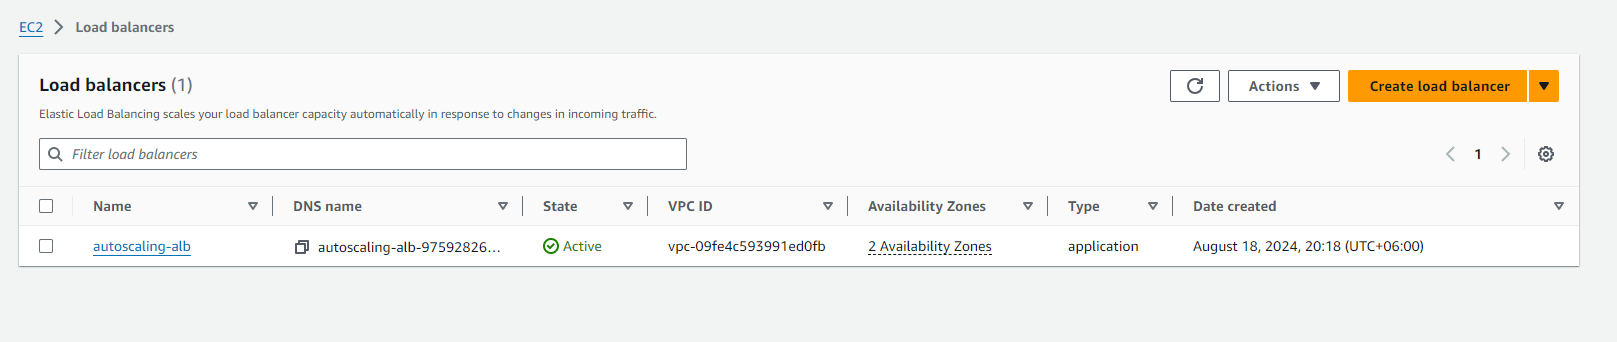 EC2 > Load balancers
Load balancers (1)
Actions
Create load balancer
Elastic Load Balancing scales your load balancer capacity automatically in response to changes in incoming traffic.
Filter load balancers
1
Name DNS name State VPC ID Availability Zones Type Date created
autoscaling-alb autoscaling-alb-97592826... Active vpc-09fe4c593991ed0fb 2 Availability Zones application August 18, 2024, 20:18 (UTC+06:00)